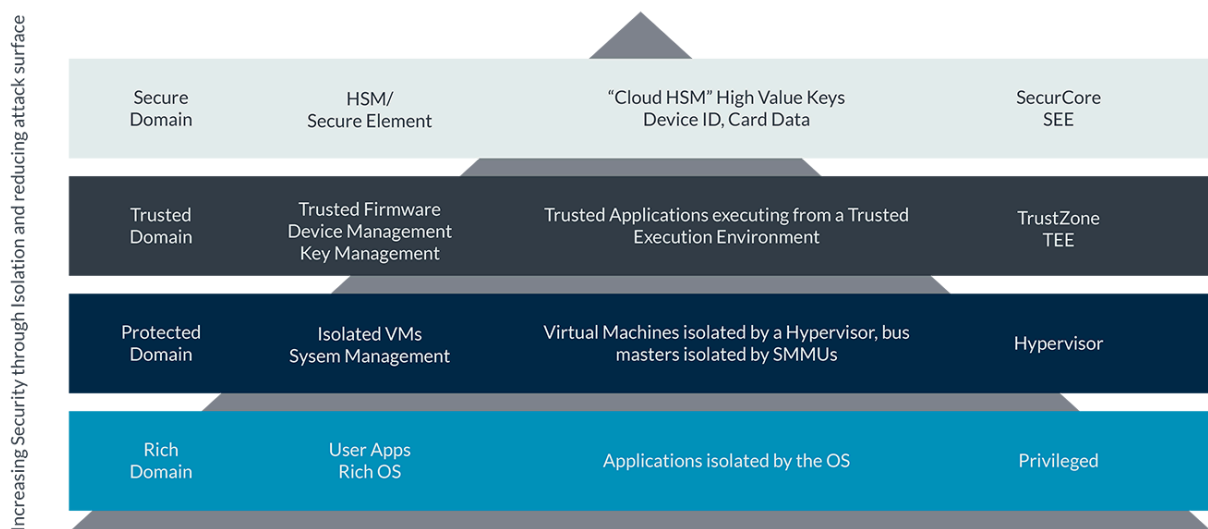 Increasing Security through Isolation and reducing attack surface
Secure
Domain
HSM/
Secure Element
“Cloud HSM” High Value Keys
Device ID, Card Data
SecurCore
SEE
Trusted
Domain
Trusted Firmware
Device Management
Key Management
Trusted Applications executing from a Trusted
Execution Environment
TrustZone
TEE
Protected
Domain
Isolated VMs
Sysem Management
Virtual Machines isolated by a Hypervisor, bus
masters isolated by SMMUs
Hypervisor
Rich
Domain
User Apps
Rich OS
Applications isolated by the OS
Privileged